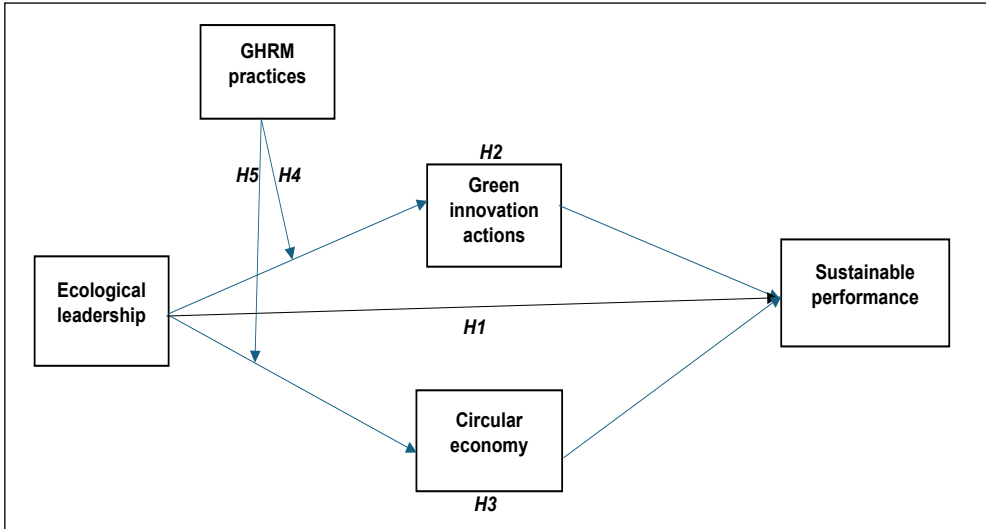 GHRM
practices
H5
H4
H2
Green
innovation
actions
Ecological
leadership
Sustainable
performance
H1
Circular
economy
H3